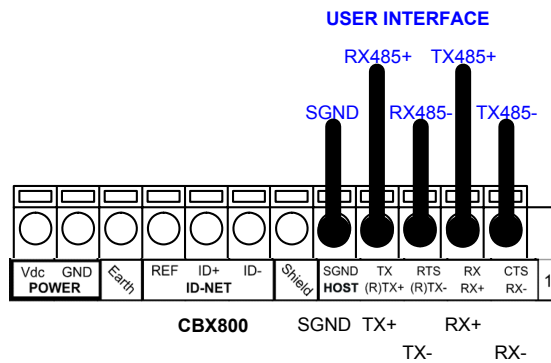 USER INTERFACE
RX485+ TX485+
SGND RX485- TX485-
Vdc GND Earth REF ID+ ID- Shield SGND TX RTS RX CTS
POWER ID-NET HOST (R)TX+ (R)TX- RX+ RX-
1
CBX800 SGND TX+ RX+
TX- RX-